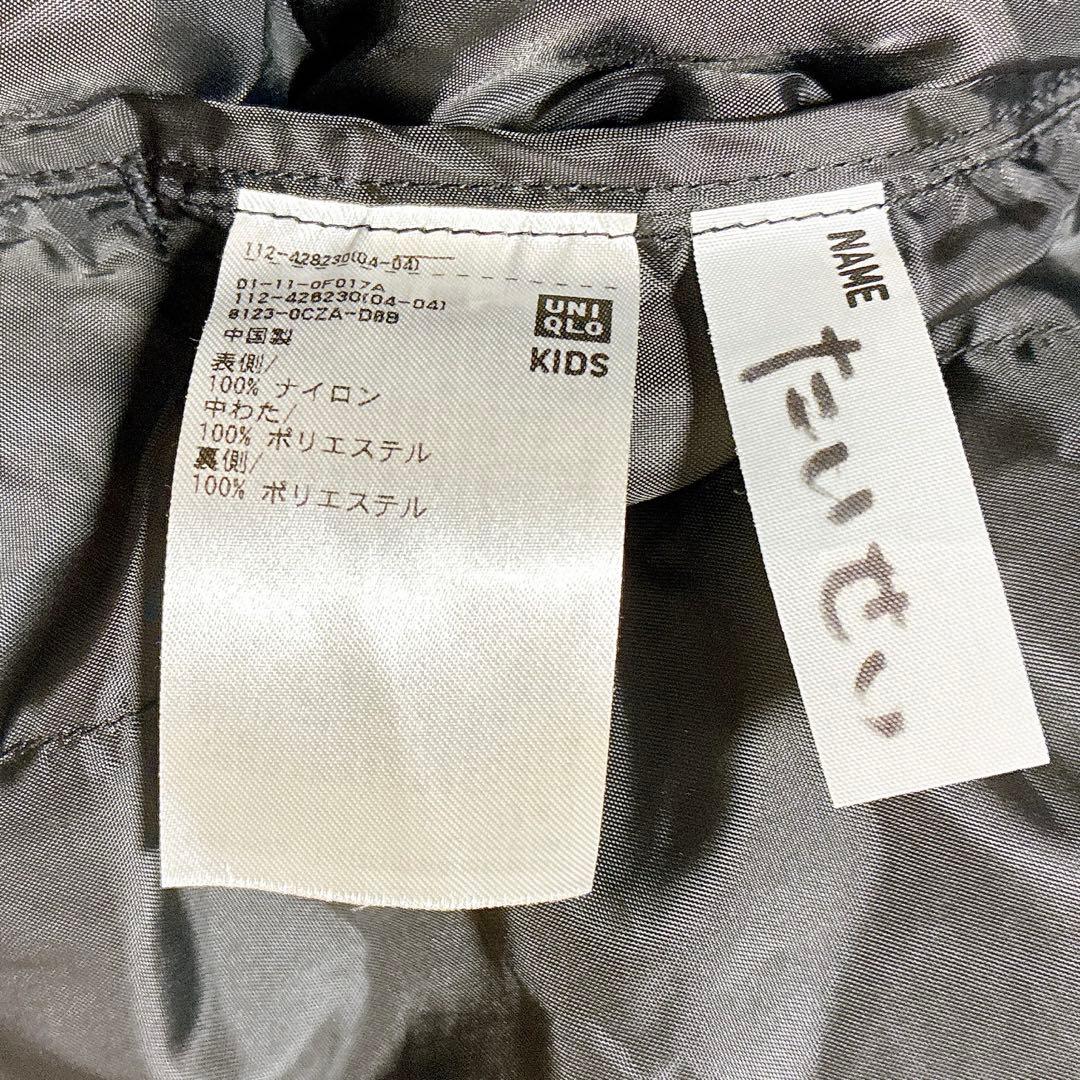 112-428230(04-04)
01-11-0F017A
112-428230(04-04)
8123-0CZA-D8B
中国製
表側/
100% ナイロン
中わた/
100% ポリエステル
裏側/
100% ポリエステル
UNI
QLO
KIDS
NAME
たいせい